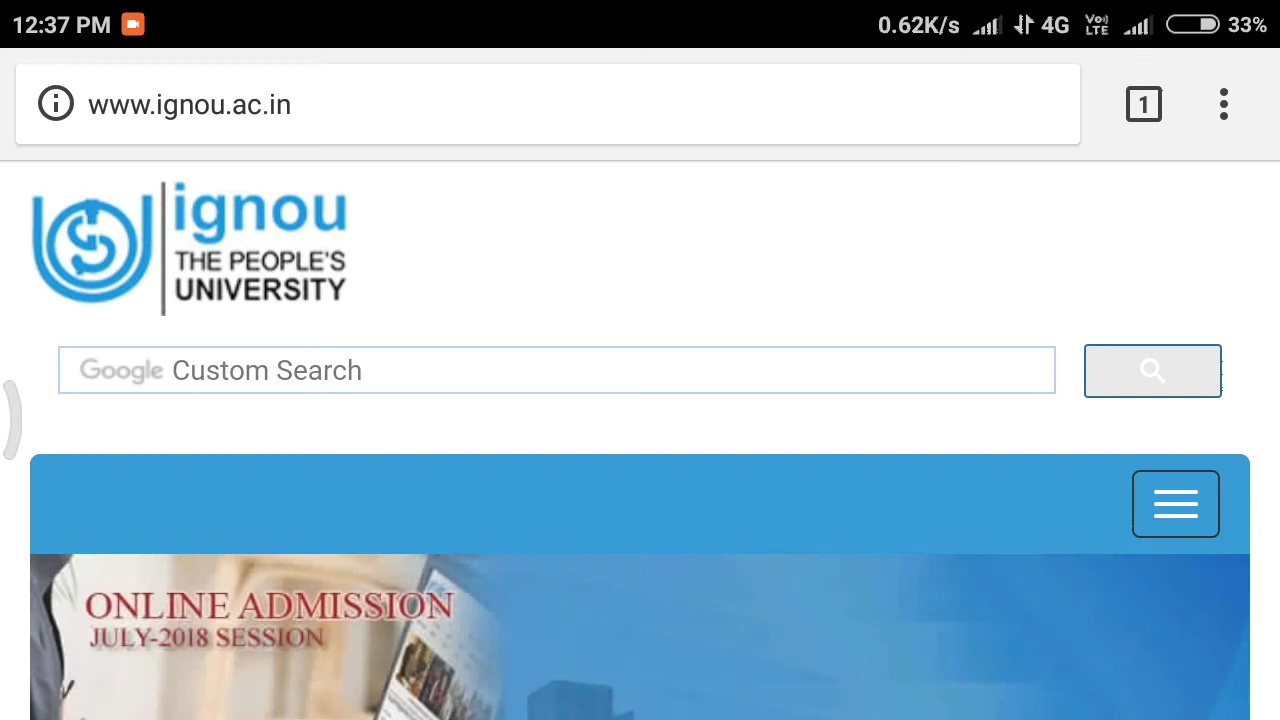 12:37 PM 0.62K/s 4G Vo) LTE 33%
www.ignou.ac.in 1
ignou
THE PEOPLE'S
UNIVERSITY
Google Custom Search
ONLINE ADMISSION
JULY-2018 SESSION